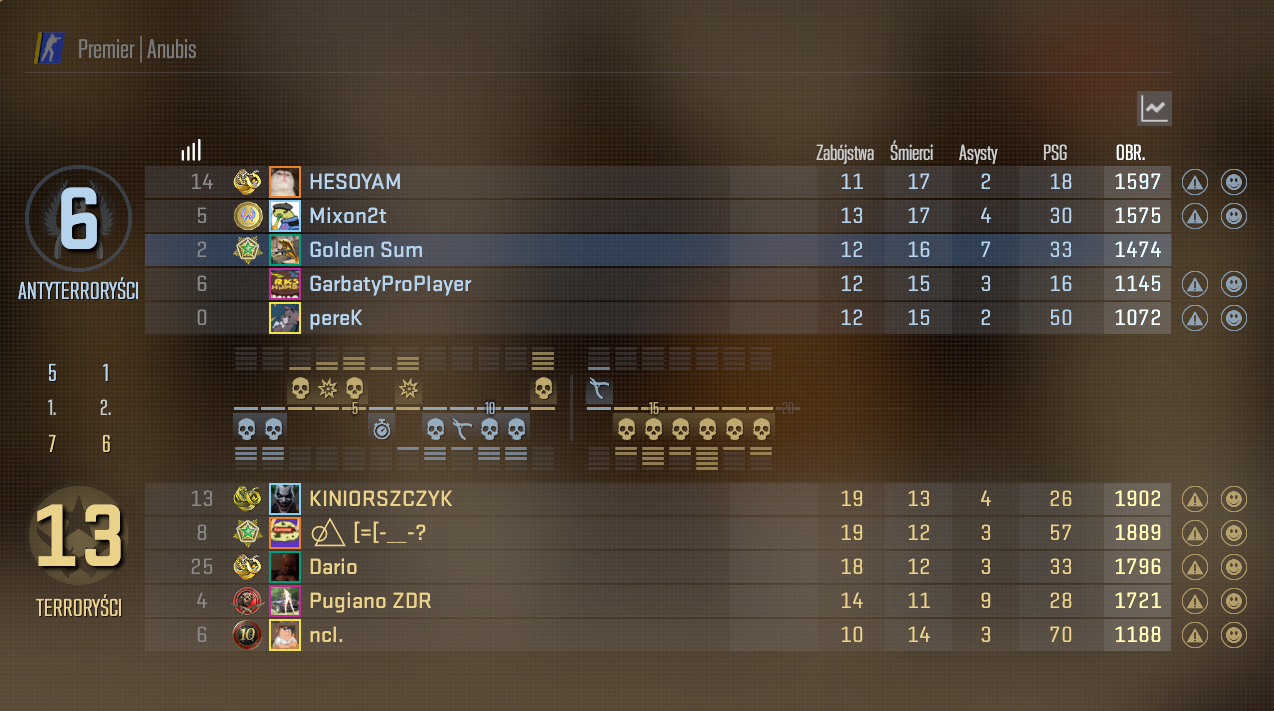 Premier | Anubis
Zabójstwa Śmierci Asysty PSG OBR.
6
ANTYTERRORYŚCI
14 HESOYAM 11 17 2 18 1597
5 Mixon2t 13 17 4 30 1575
2 Golden Sum 12 16 7 33 1474
6 GarbatyProPlayer 12 15 3 16 1145
0 pereK 12 15 2 50 1072
5 1
1. 2.
7 6
5 10 15 20
13
TERRORYŚCI
13 KINIORSZCZYK 19 13 4 26 1902
8 [=[-__-? 19 12 3 57 1889
25 Dario 18 12 3 33 1796
4 Pugiano ZDR 14 11 9 28 1721
6 10 ncl. 10 14 3 70 1188